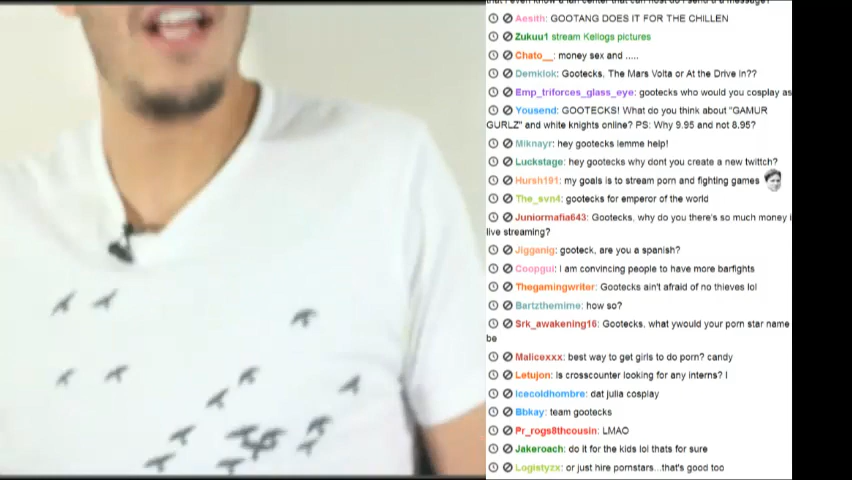 Aesith: GOOTANG DOES IT FOR THE CHILLEN
Zukuu1 stream Kellogs pictures
Chato__: money sex and .....
Demklok: Gootecks, The Mars Volta or At the Drive In??
Emp_triforces_glass_eye: gootecks who would you cosplay as
Yousend: GOOTECKS! What do you think about "GAMUR
GURLZ" and white knights online? PS: Why 9.95 and not 8.95?
Miknayr: hey gootecks lemme help!
Luckstage: hey gootecks why dont you create a new twittch?
Hursh191: my goals is to stream porn and fighting games
The_svn4: gootecks for emperor of the world
Juniormafia643: Gootecks, why do you there's so much money i
live streaming?
Jigganig: gooteck, are you a spanish?
Coopgui: I am convincing people to have more barfights
Thegamingwriter: Gootecks ain't afraid of no thieves lol
Bartzthemime: how so?
Srk_awakening16: Gootecks, what ywould your porn star name
be
Malicexxx: best way to get girls to do porn? candy
Letujon: Is crosscounter looking for any interns? I
Icecoldhombre: dat julia cosplay
Bbkay: team gootecks
Pr_rogs8thcousin: LMAO
Jakeroach: do it for the kids lol thats for sure
Logistyzx: or just hire pornstars...that's good too